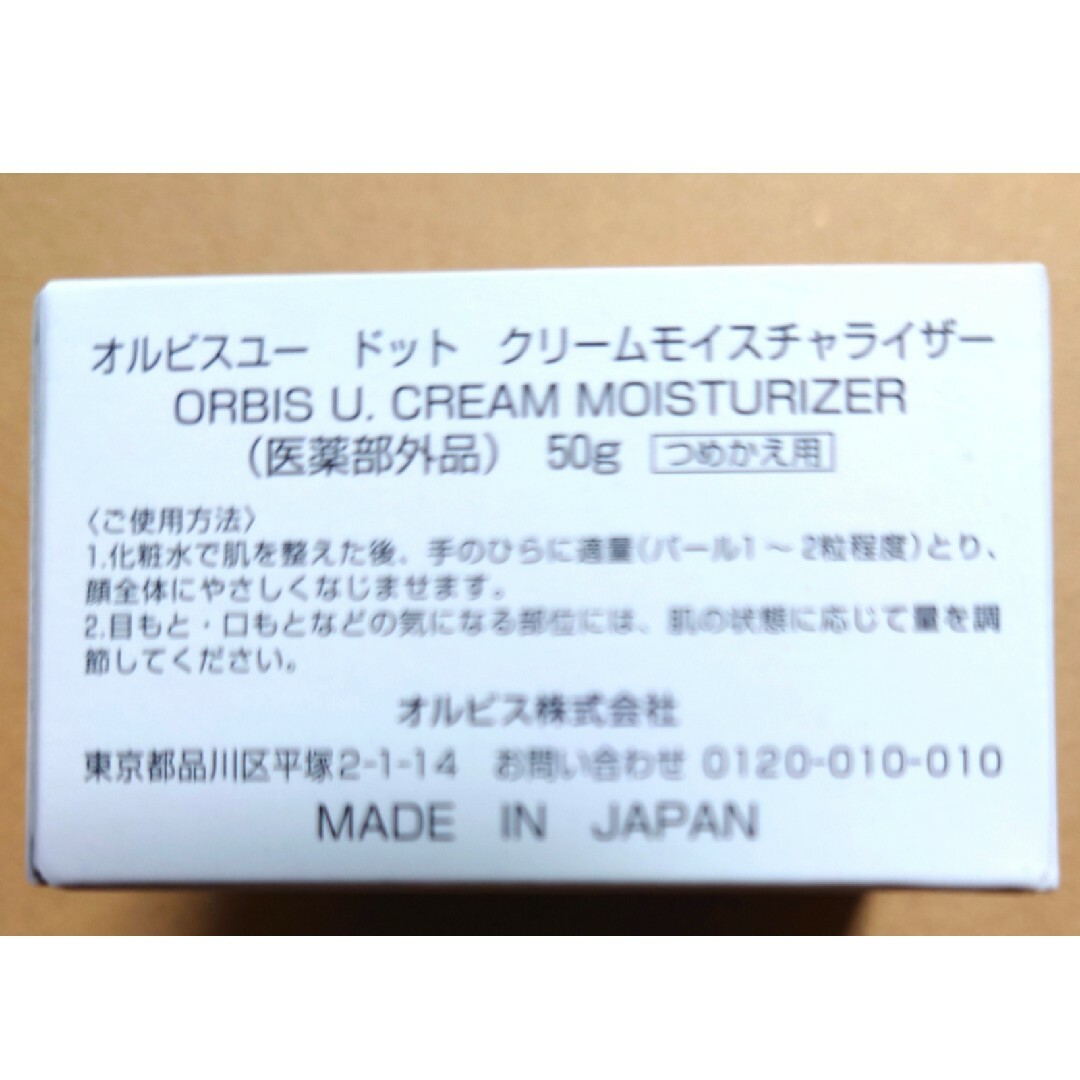 オルビスユー ドット クリームモイスチャライザー
ORBIS U. CREAM MOISTURIZER
（医薬部外品） 50g つめかえ用
〈ご使用方法〉
1.化粧水で肌を整えた後、手のひらに適量(パール1～2粒程度)とり、
顔全体にやさしくなじませます。
2.目もと・口もとなどの気になる部位には、肌の状態に応じて量を調
節してください。
オルビス株式会社
東京都品川区平塚2-1-14 お問い合わせ 0120-010-010
MADE IN JAPAN